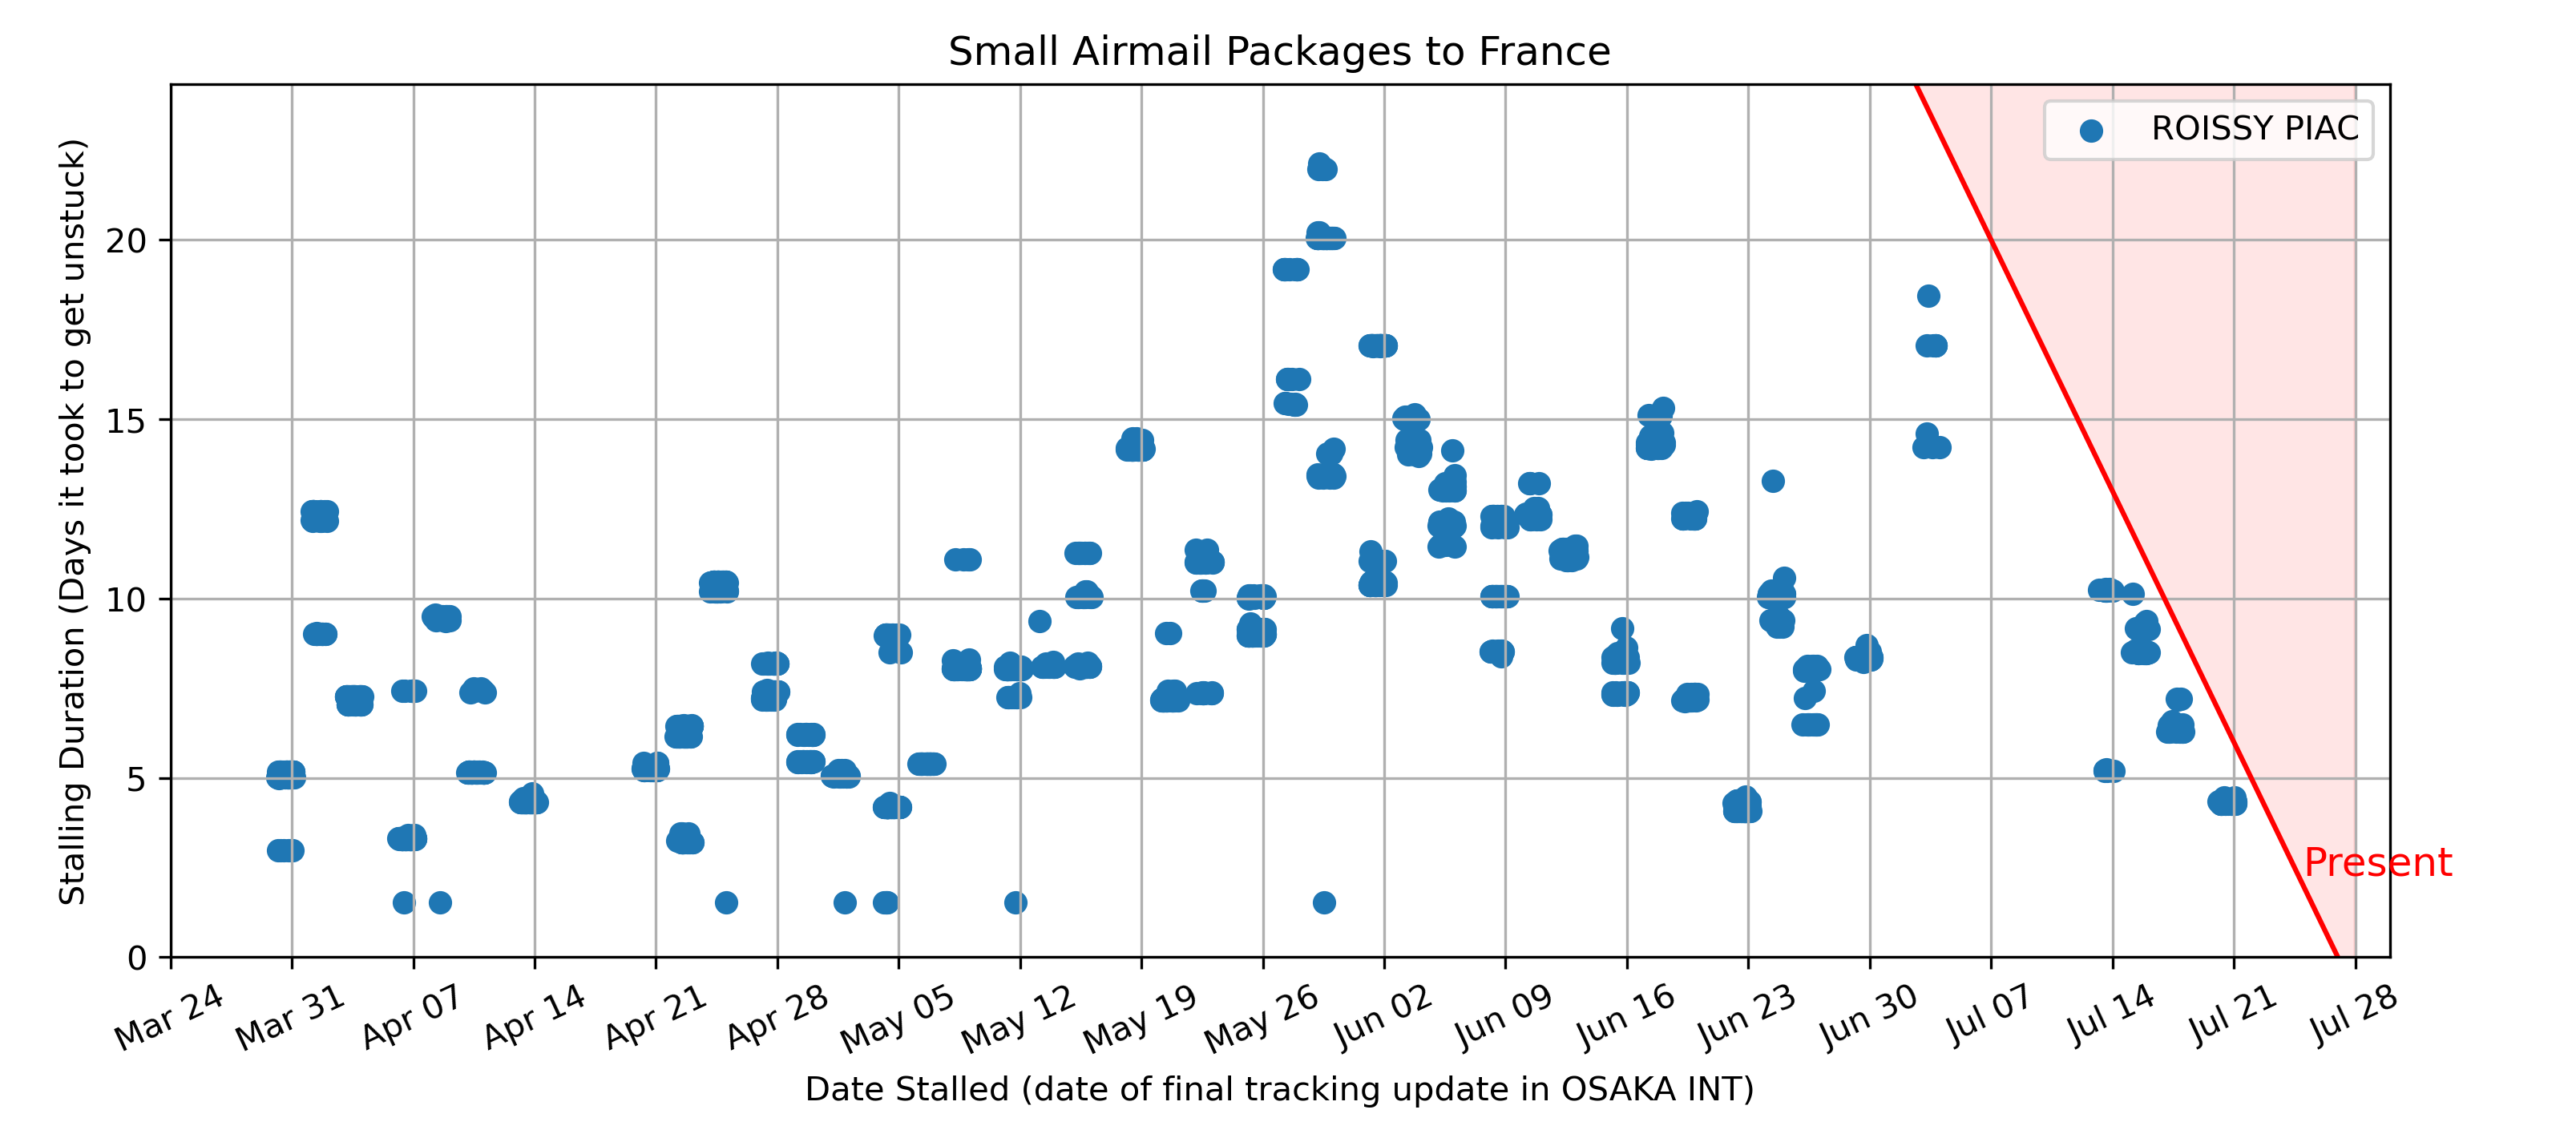 Small Airmail Packages to France
ROISSY PIAC
Stalling Duration (Days it took to get unstuck)
20
15
10
5
0
Present
Mar 24
Mar 31
Apr 07
Apr 14
Apr 21
Apr 28
May 05
May 12
May 19
May 26
Jun 02
Jun 09
Jun 16
Jun 23
Jun 30
Jul 07
Jul 14
Jul 21
Jul 28
Date Stalled (date of final tracking update in OSAKA INT)